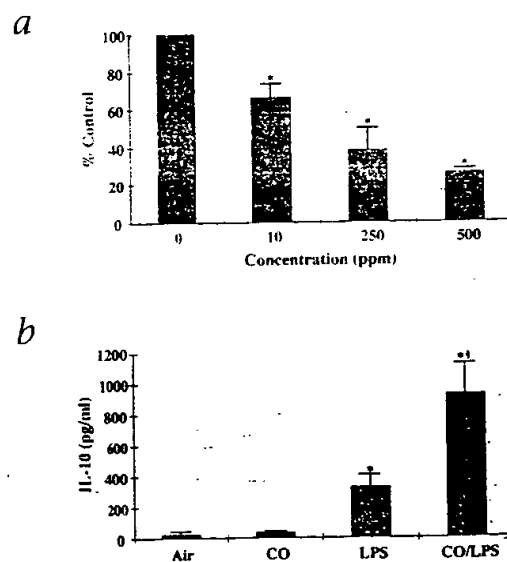 a
100
80
60
40
20
0
% Control
* * *
0 10 250 500
Concentration (ppm)
b
1200
1000
800
600
400
200
0
IL-10 (pg/ml)
* *‡
Air CO LPS CO/LPS